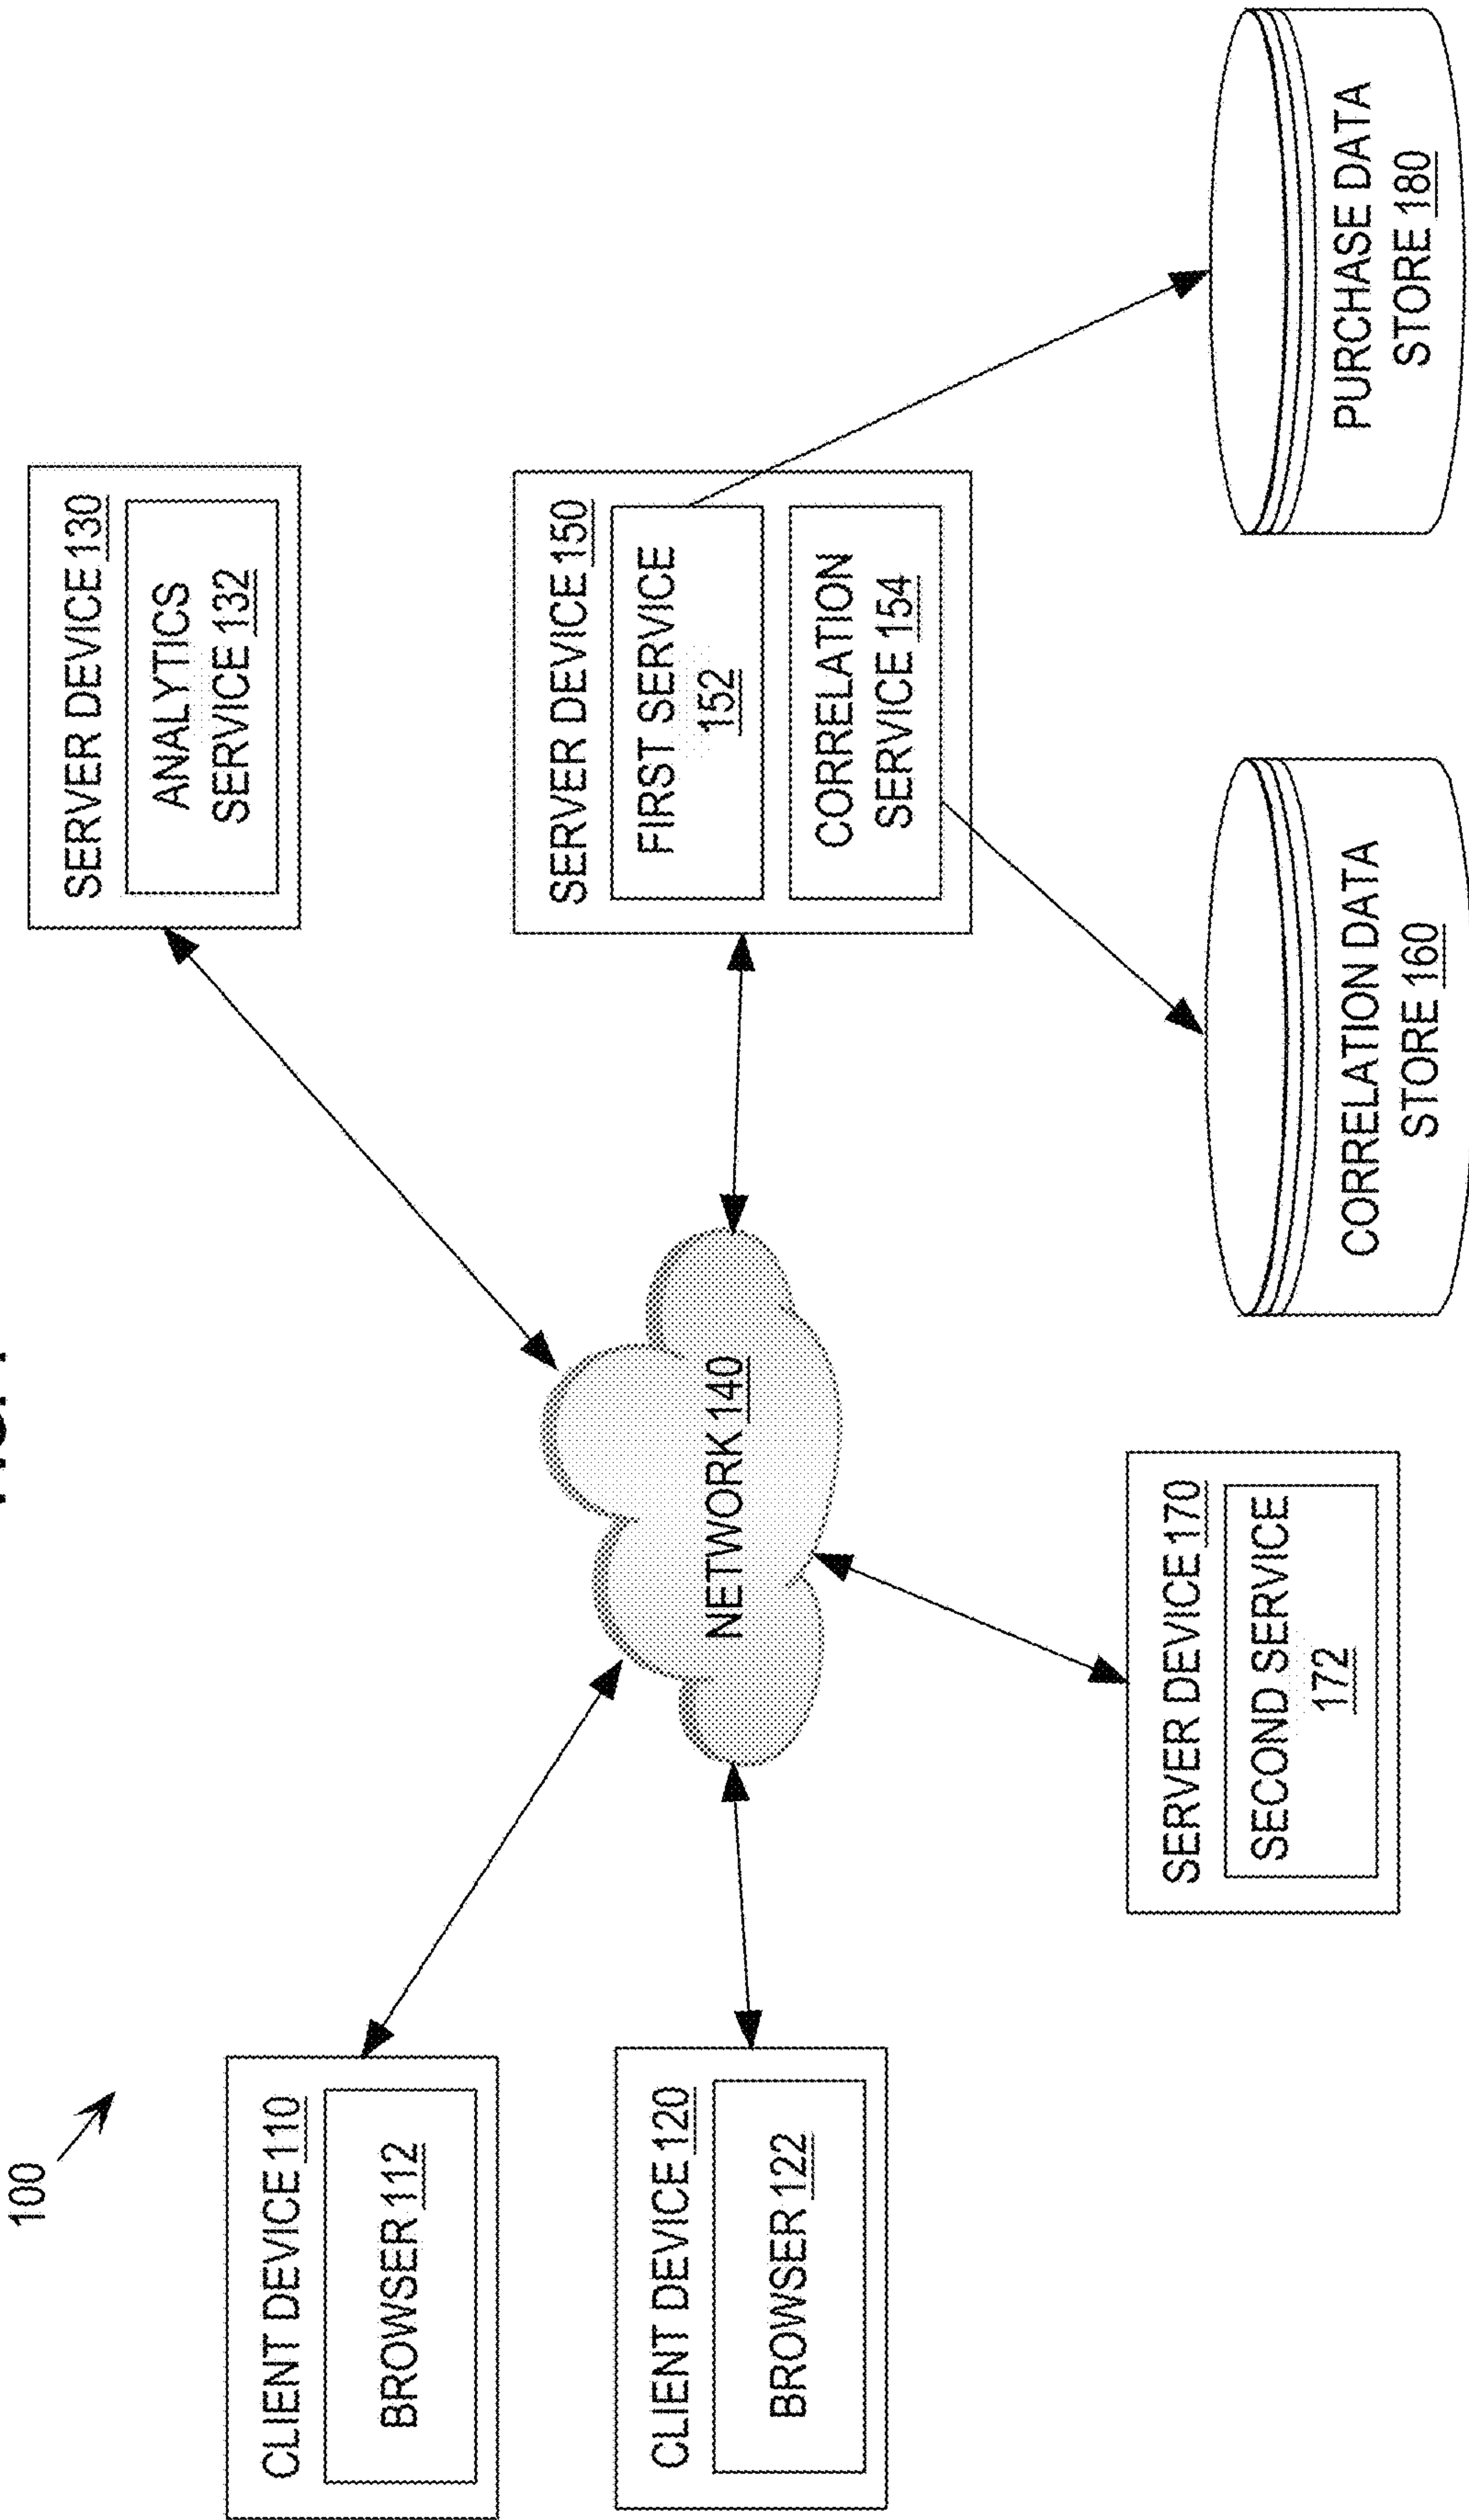 100
CLIENT DEVICE 110
BROWSER 112
CLIENT DEVICE 120
BROWSER 122
NETWORK 140
SERVER DEVICE 130
ANALYTICS
SERVICE 132
SERVER DEVICE 150
FIRST SERVICE
152
CORRELATION
SERVICE 154
SERVER DEVICE 170
SECOND SERVICE
172
CORRELATION DATA
STORE 160
PURCHASE DATA
STORE 180